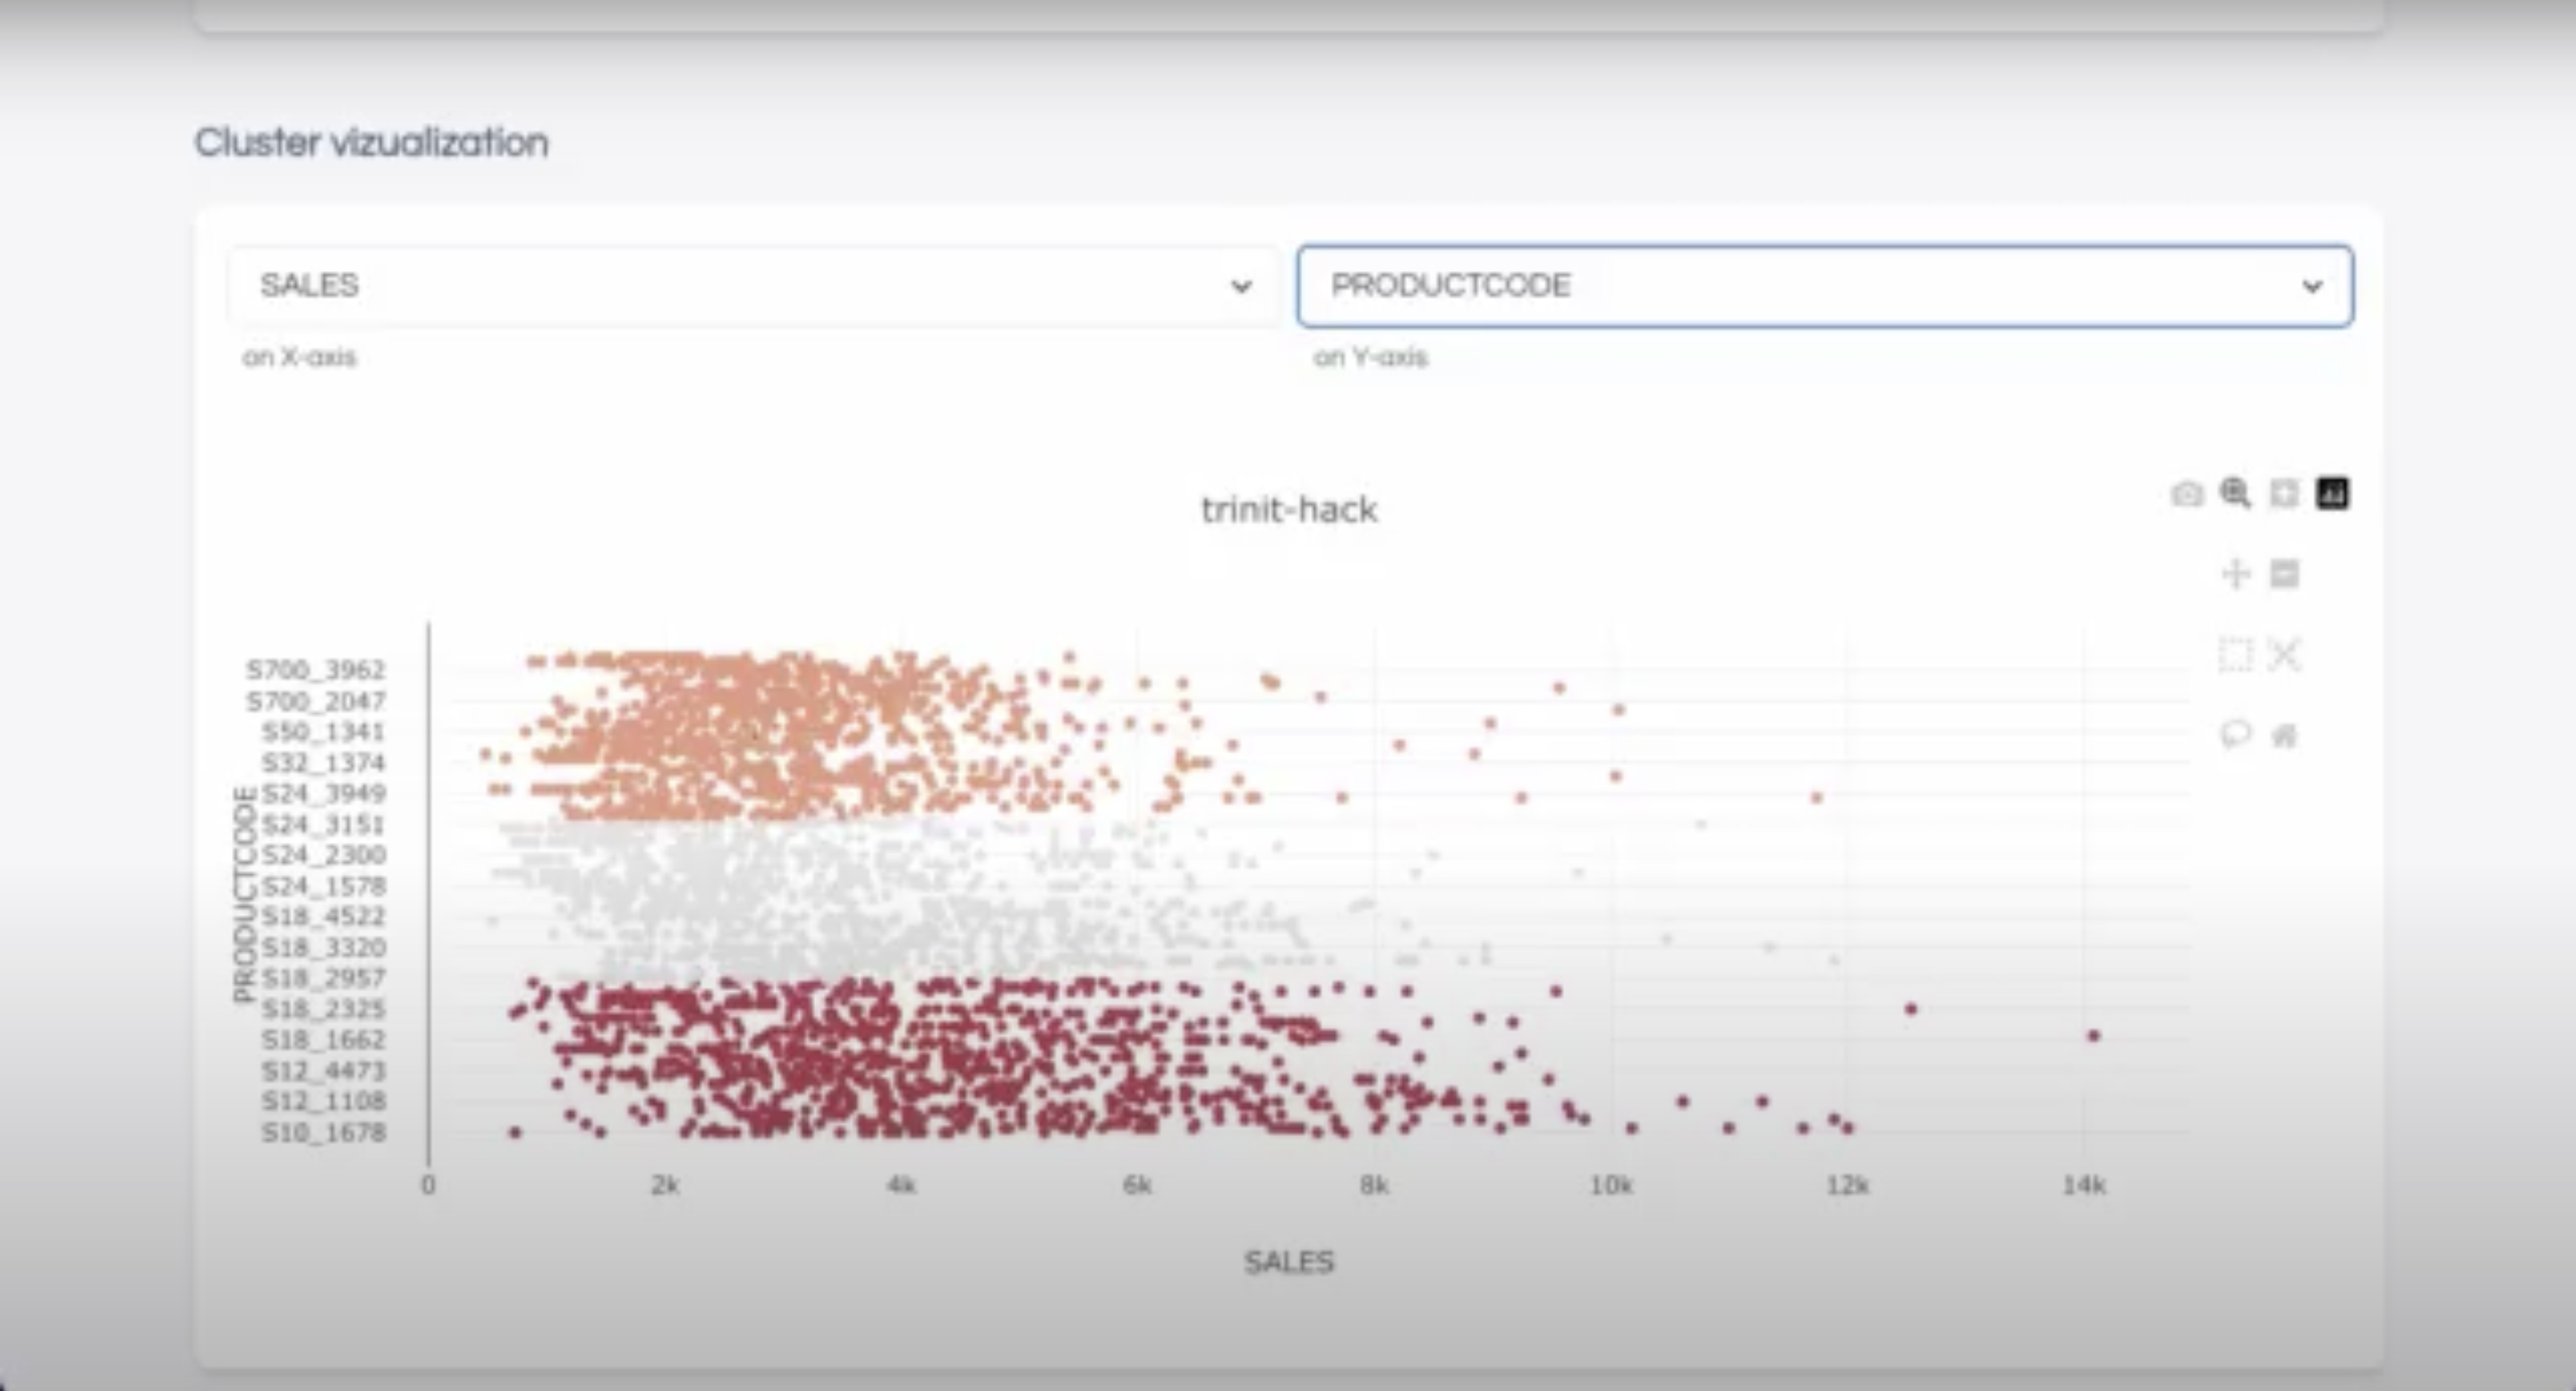 Cluster vizualization
SALES
PRODUCTCODE
on X-axis
on Y-axis
trinit-hack
PRODUCTCODE
S700_3962
S700_2047
S50_1341
S32_1374
S24_3949
S24_3151
S24_2300
S24_1578
S18_4522
S18_3320
S18_2957
S18_2325
S18_1662
S12_4473
S12_1108
S10_1678
0 2k 4k 6k 8k 10k 12k 14k
SALES